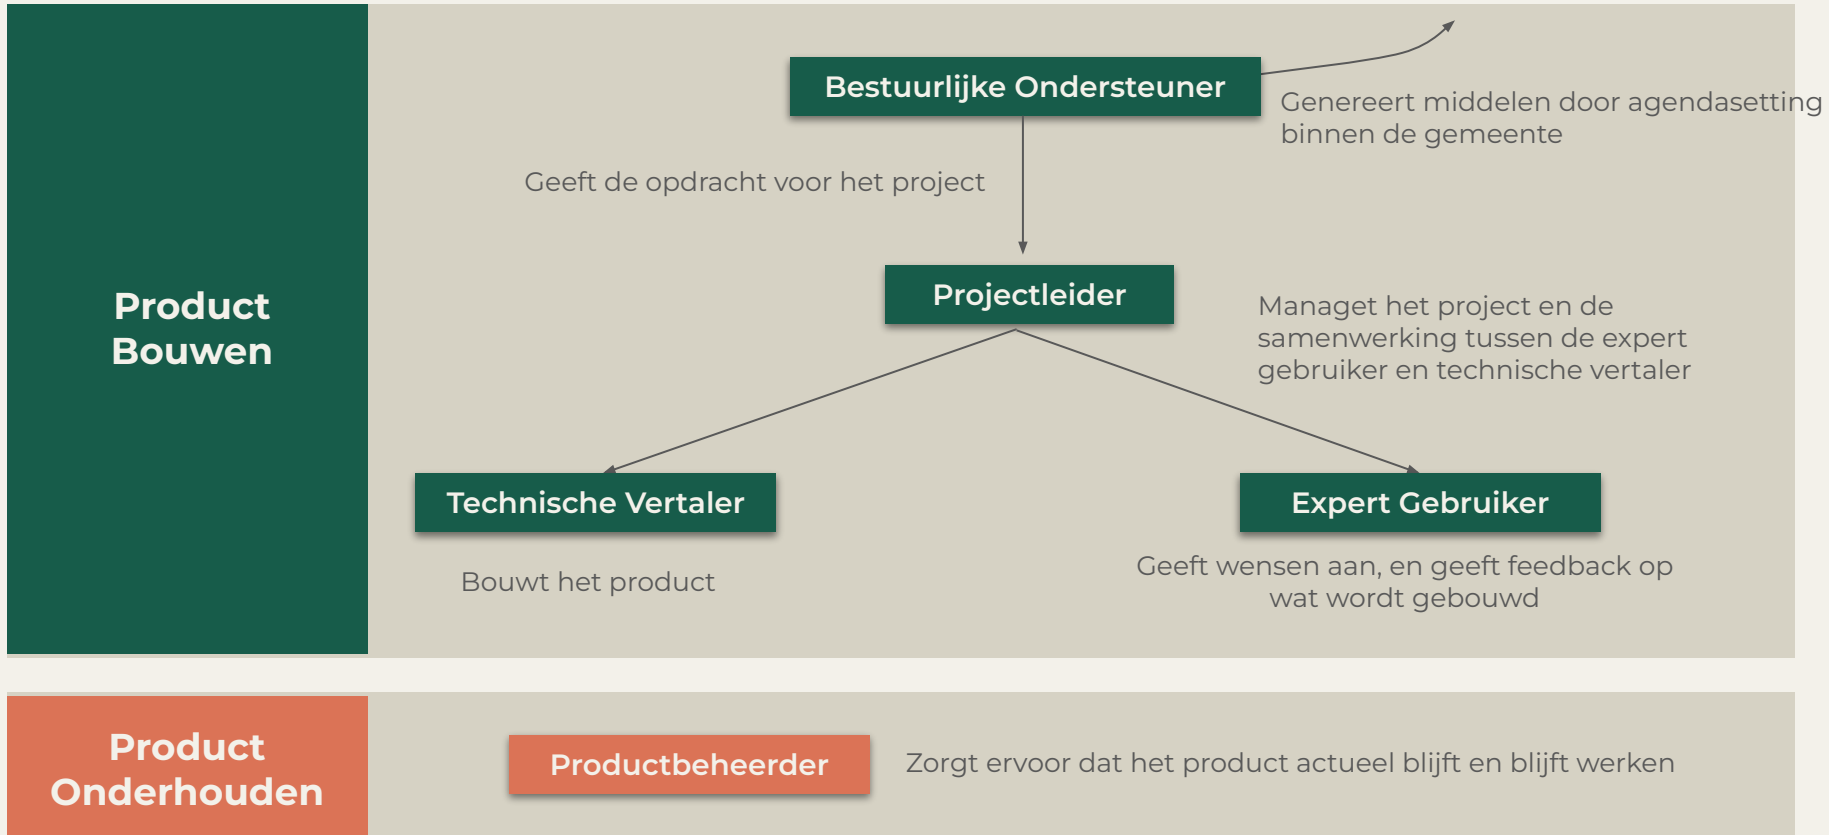 Product
Bouwen
Bestuurlijke Ondersteuner
Genereert middelen door agendasetting
binnen de gemeente
Geeft de opdracht voor het project
Projectleider
Managet het project en de
samenwerking tussen de expert
gebruiker en technische vertaler
Technische Vertaler
Bouwt het product
Expert Gebruiker
Geeft wensen aan, en geeft feedback op
wat wordt gebouwd
Product
Onderhouden
Productbeheerder
Zorgt ervoor dat het product actueel blijft en blijft werken